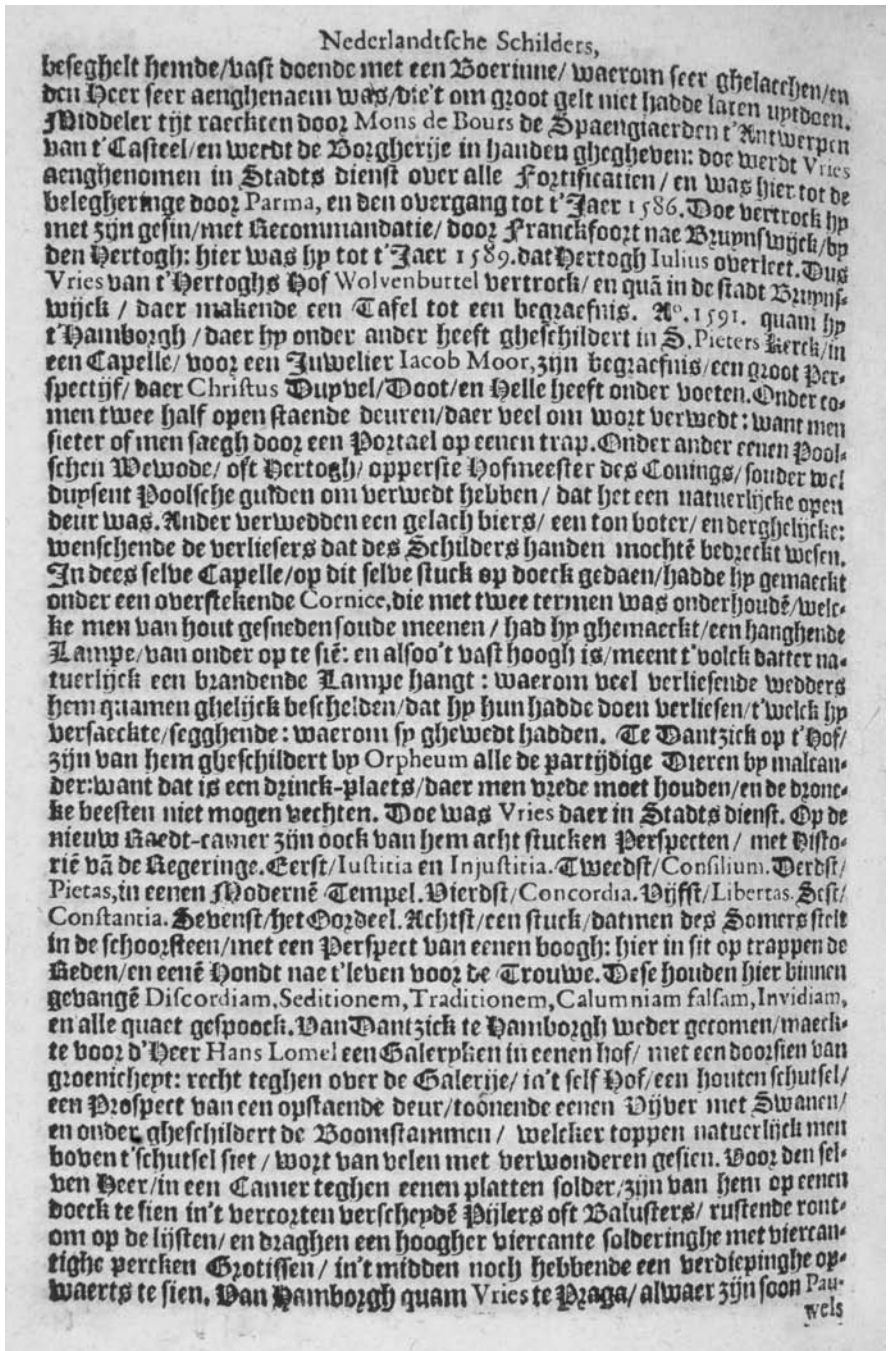 Nederlandtsche Schilders,
beseghelt hemde/vast doende met een Boerinne/ waerom seer ghelacchen/en
den Heer seer aenghenaem was/die't om groot gelt niet hadde laten uytdoen.
Middeler tijt raeckten door Mons de Bours de Spaengiaerden t'Antwerpen
van t'Casteel/en werdt de Borgherije in handen ghegheven: doe werdt Vries
aenghenomen in Stadts dienst over alle Fortificatien/ en was hier tot de
belegheringe door Parma, en den overgang tot t'Jaer 1586. Doe vertrock hy
met zijn gesin/met Recommandatie/ door Franckfoort nae Bruynswijck/by
den Hertogh: hier was hy tot t'Jaer 1589.dat Hertogh Iulius overleet. Dus
Vries van t'Hertoghs Hof Wolvenbuttel vertrock/ en quā in de stadt Bruyns-
wijck / daer makende een Tafel tot een begraefnis. Aº. 1591. quam hy
t'Hamborgh /daer hy onder ander heeft gheschildert in S.Pieters Kerck/in
een Capelle/ voor een Juwelier Iacob Moor,zijn begraefnis/een groot Per-
spectijf/ daer Christus Duyvel/Doot/en Helle heeft onder voeten.Onder co-
men twee half open staende deuren/daer veel om wort verwedt: want men
sieter of men saegh door een Portael op eenen trap.Onder ander eenen Pool-
schen Wewode/ oft Hertogh/ opperste Hofmeester des Conings/souder wel
duysent Poolsche gulden om verwedt hebben / dat het een natuerlijcke open
deur was.Ander verwedden een gelach biers/ een ton boter/ en derghelijcke:
wenschende de verliesers dat des Schilders handen mochtē bedreckt wesen.
In dees selve Capelle/op dit selve stuck op doeck gedaen/hadde hy gemaeckt
onder een overstekende Cornice,die met twee termen was onderhoudē/welc-
ke men van hout gesneden soude meenen / had hy ghemaeckt/een hanghende
Lampe/van onder op te siē: en alsoo't vast hoogh is/meent t'volck datter na-
tuerlijck een brandende Lampe hangt : waerom veel verliesende wedders
hem quamen ghelijck beschelden/dat hy hun hadde doen verliesen/t'welck hy
versaeckte/segghende: waerom sy ghewedt hadden. Te Dantzick op t'Hof/
zijn van hem gheschildert by Orpheum alle de partijdige Dieren by malcan-
der:want dat is een drinck-plaets/daer men vrede moet houden/en de dronc-
ke beesten niet mogen vechten. Doe was Vries daer in Stadts dienst. Op de
nieuw Raedt-camer zijn oock van hem acht stucken Perspecten/ met Histo-
riē vā de Regeringe.Eerst/Iustitia en Injustitia.Tweedst/Consilium.Derdst/
Pietas,in eenen Modernē Tempel.Vierdst/Concordia.Vijfst/Libertas.Sest/
Constantia.Sevenst/het Oordeel.Achtst/een stuck/datmen des Somers stelt
in de schoorsteen/met een Perspect van eenen boogh: hier in sit op trappen de
Reden/en eenē Hondt nae t'leven voor de Trouwe.Dese houden hier binnen
gevangē Discordiam,Seditionem,Traditionem,Calumniam falsam,Invidiam,
en alle quaet gespoock.Van Dantzick te Hamborgh weder gecomen/maeck-
te voor d'Heer Hans Lomel een Galeryken in eenen hof/ met een doorsien van
groenicheyt: recht teghen over de Galerije/ in't self Hof/een houten schutsel/
een Prospect van een opstaende deur/toōnende eenen Vijver met Swanen/
en onder gheschildert de Boomstammen / welcker toppen natuerlijck men
boven t'schutsel siet / wort van velen met verwonderen gesien.Voor den sel-
ven Heer/in een Camer teghen eenen platten solder/zijn van hem op eenen
doeck te sien in't vercorten verscheydē Pijlers oft Balusters/ rustende ront-
om op de lijsten/ en draghen een hoogher viercante solderinghe met viercan-
tighe percken Grotissen/ in't midden noch hebbende een verdiepinghe op-
waerts te sien. Van Hamborgh quam Vries te Praga/ alwaer zijn soon Pau-
wels